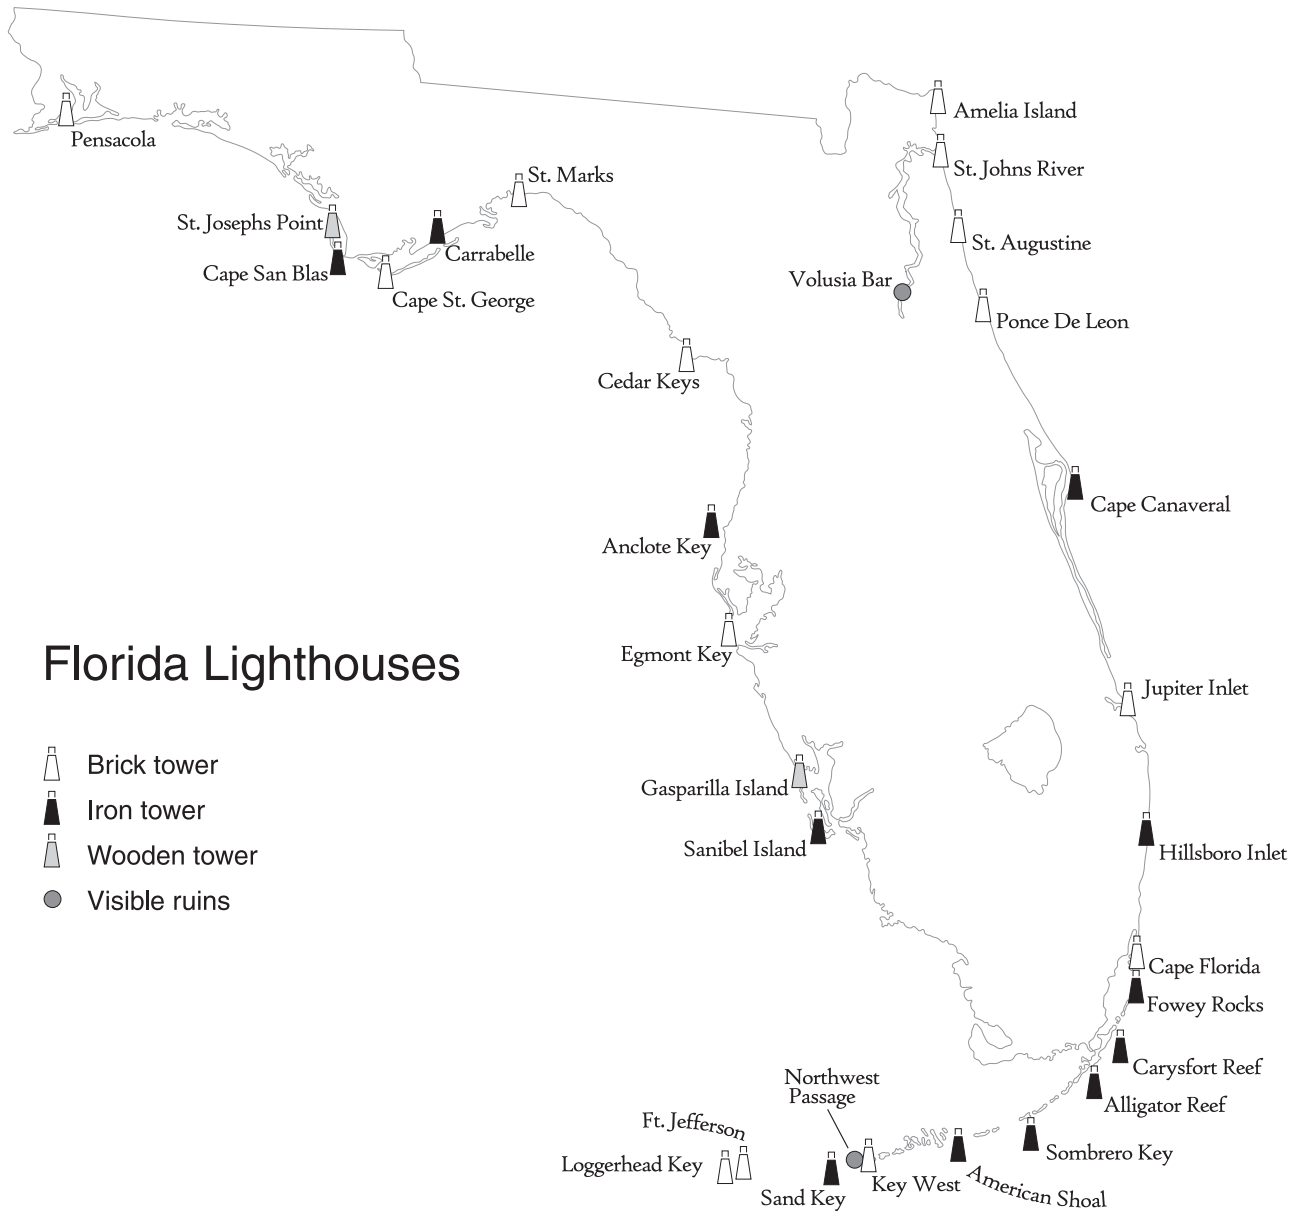 Amelia Island
Pensacola
St. Johns River
St. Marks
St. Josephs Point
St. Augustine
Carrabelle
Cape San Blas
Volusia Bar
Cape St. George
Ponce De Leon
Cedar Keys
Cape Canaveral
Anclote Key
Egmont Key
Florida Lighthouses
Jupiter Inlet
Brick tower
Gasparilla Island
Iron tower
Sanibel Island
Hillsboro Inlet
Wooden tower
Visible ruins
Cape Florida
Fowey Rocks
Carysfort Reef
Northwest
Passage
Alligator Reef
Ft. Jefferson
Sombrero Key
Loggerhead Key
Key West
American Shoal
Sand Key